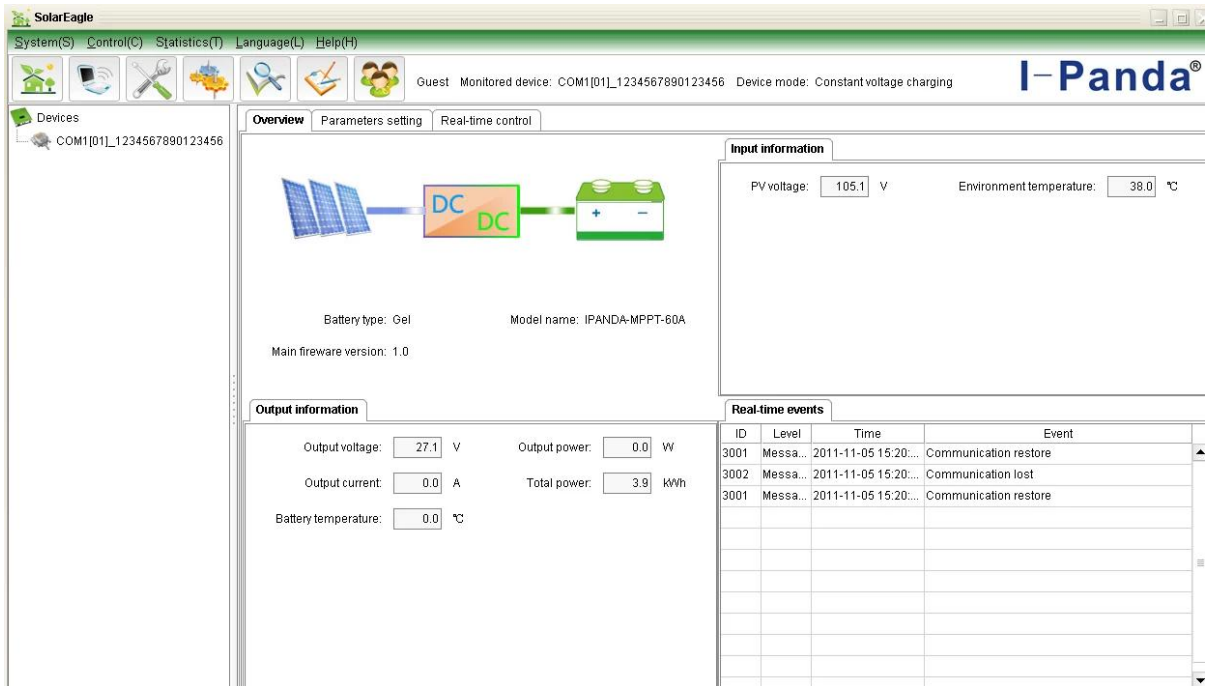 SolarEagle
System(S) Control(C) Statistics(T) Language(L) Help(H)
Guest Monitored device: COM1[01]_1234567890123456 Device mode: Constant voltage charging
I-Panda®
Devices
COM1[01]_1234567890123456
Overview Parameters setting Real-time control
DC
DC
+ −
Battery type: Gel Model name: IPANDA-MPPT-60A
Main fireware version: 1.0
Input information
PV voltage: 105.1 V Environment temperature: 38.0 ℃
Output information
Output voltage: 27.1 V Output power: 0.0 W
Output current: 0.0 A Total power: 3.9 kWh
Battery temperature: 0.0 ℃
Real-time events
ID Level Time Event
3001 Messa... 2011-11-05 15:20:... Communication restore
3002 Messa... 2011-11-05 15:20:... Communication lost
3001 Messa... 2011-11-05 15:20:... Communication restore